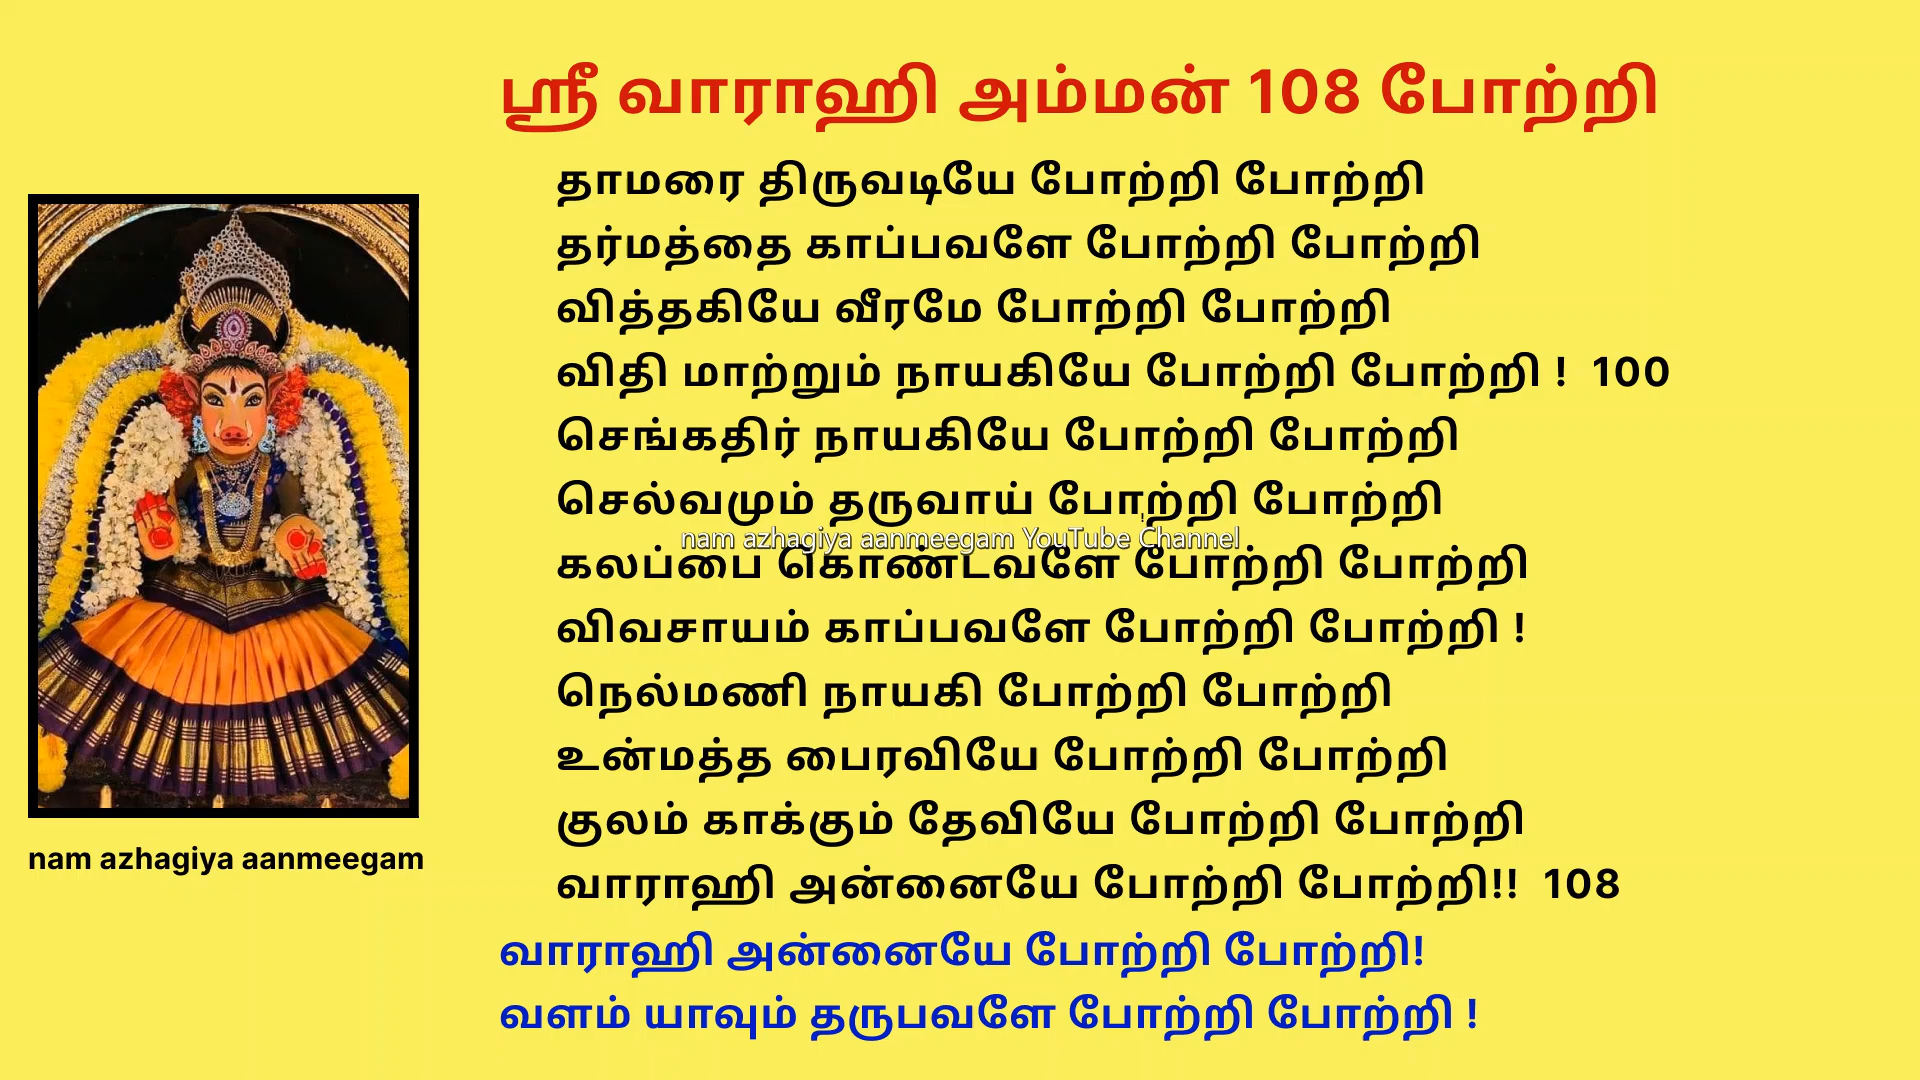 ஸ்ரீ வாராஹி அம்மன் 108 போற்றி
தாமரை திருவடியே போற்றி போற்றி
தர்மத்தை காப்பவளே போற்றி போற்றி
வித்தகியே வீரமே போற்றி போற்றி
விதி மாற்றும் நாயகியே போற்றி போற்றி ! 100
செங்கதிர் நாயகியே போற்றி போற்றி
செல்வமும் தருவாய் போற்றி போற்றி
nam azhagiya aanmeegam YouTube Channel
கலப்பை கொண்டவளே போற்றி போற்றி
விவசாயம் காப்பவளே போற்றி போற்றி !
நெல்மணி நாயகி போற்றி போற்றி
உன்மத்த பைரவியே போற்றி போற்றி
குலம் காக்கும் தேவியே போற்றி போற்றி
வாராஹி அன்னையே போற்றி போற்றி!! 108
வாராஹி அன்னையே போற்றி போற்றி!
வளம் யாவும் தருபவளே போற்றி போற்றி !
nam azhagiya aanmeegam